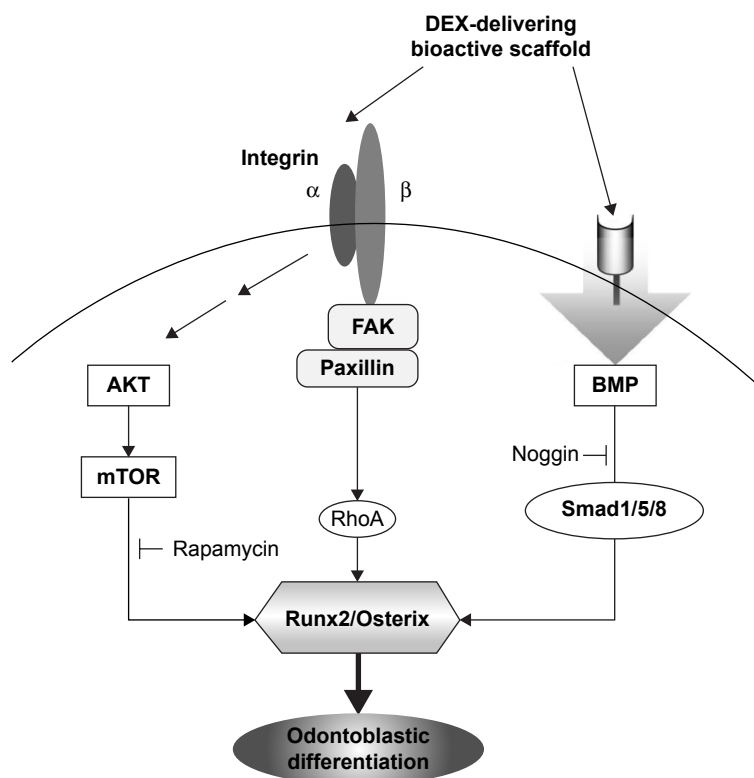 DEX-delivering
bioactive scaffold
Integrin
α
β
FAK
Paxillin
AKT
BMP
mTOR
Noggin
Smad1/5/8
RhoA
Rapamycin
Runx2/Osterix
Odontoblastic
differentiation